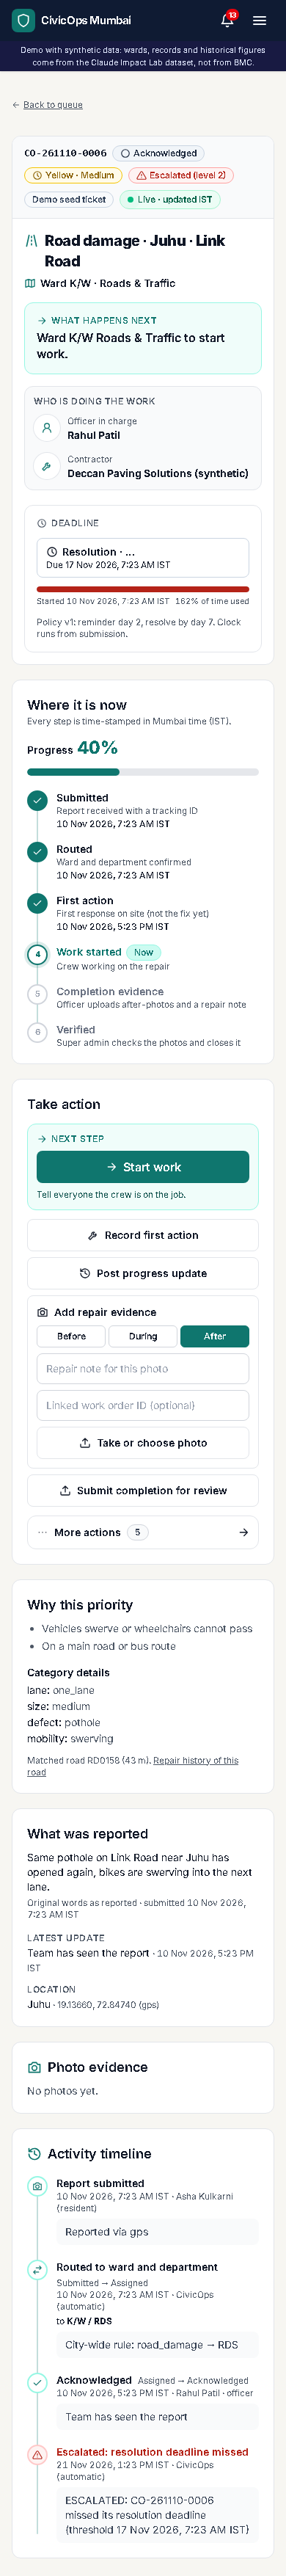 CivicOps Mumbai
13
Demo with synthetic data: wards, records and historical figures
come from the Claude Impact Lab dataset, not from BMC.
← Back to queue
CO-261110-0006
Acknowledged
Yellow · Medium
Escalated (level 2)
Demo seed ticket
Live · updated IST
Road damage · Juhu · Link
Road
Ward K/W · Roads & Traffic
→ WHAT HAPPENS NEXT
Ward K/W Roads & Traffic to start
work.
WHO IS DOING THE WORK
Officer in charge
Rahul Patil
Contractor
Deccan Paving Solutions (synthetic)
DEADLINE
Resolution · ...
Due 17 Nov 2026, 7:23 AM IST
Started 10 Nov 2026, 7:23 AM IST 162% of time used
Policy v1: reminder day 2, resolve by day 7. Clock
runs from submission.
Where it is now
Every step is time-stamped in Mumbai time (IST).
Progress 40%
Submitted
Report received with a tracking ID
10 Nov 2026, 7:23 AM IST
Routed
Ward and department confirmed
10 Nov 2026, 7:23 AM IST
First action
First response on site (not the fix yet)
10 Nov 2026, 5:23 PM IST
4 Work started Now
Crew working on the repair
5 Completion evidence
Officer uploads after-photos and a repair note
6 Verified
Super admin checks the photos and closes it
Take action
→ NEXT STEP
→ Start work
Tell everyone the crew is on the job.
Record first action
Post progress update
Add repair evidence
Before During After
Repair note for this photo
Linked work order ID (optional)
Take or choose photo
Submit completion for review
··· More actions 5 →
Why this priority
• Vehicles swerve or wheelchairs cannot pass
• On a main road or bus route
Category details
lane: one_lane
size: medium
defect: pothole
mobility: swerving
Matched road RD0158 (43 m). Repair history of this
road
What was reported
Same pothole on Link Road near Juhu has
opened again, bikes are swerving into the next
lane.
Original words as reported · submitted 10 Nov 2026,
7:23 AM IST
LATEST UPDATE
Team has seen the report · 10 Nov 2026, 5:23 PM
IST
LOCATION
Juhu · 19.13660, 72.84740 (gps)
Photo evidence
No photos yet.
Activity timeline
Report submitted
10 Nov 2026, 7:23 AM IST · Asha Kulkarni
(resident)
Reported via gps
Routed to ward and department
Submitted → Assigned
10 Nov 2026, 7:23 AM IST · CivicOps
(automatic)
to K/W / RDS
City-wide rule: road_damage → RDS
Acknowledged Assigned → Acknowledged
10 Nov 2026, 5:23 PM IST · Rahul Patil · officer
Team has seen the report
Escalated: resolution deadline missed
21 Nov 2026, 1:23 PM IST · CivicOps
(automatic)
ESCALATED: CO-261110-0006
missed its resolution deadline
(threshold 17 Nov 2026, 7:23 AM IST)